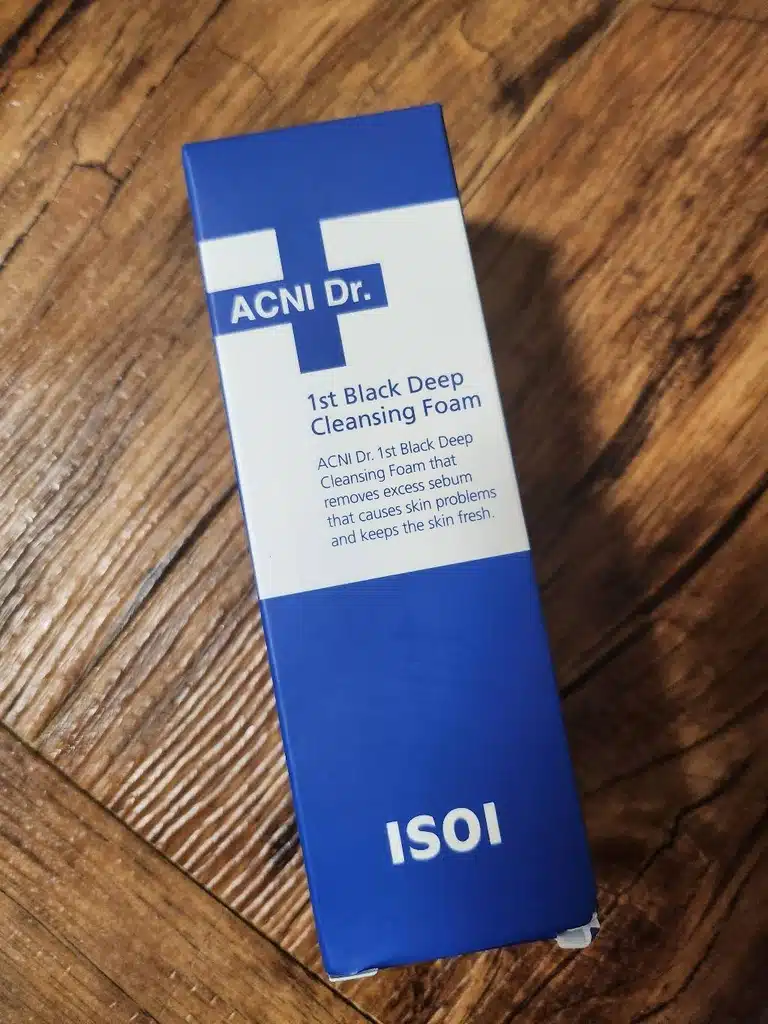 ACNI Dr.
1st Black Deep
Cleansing Foam
ACNI Dr. 1st Black Deep
Cleansing Foam that
removes excess sebum
that causes skin problems
and keeps the skin fresh.
ISOI